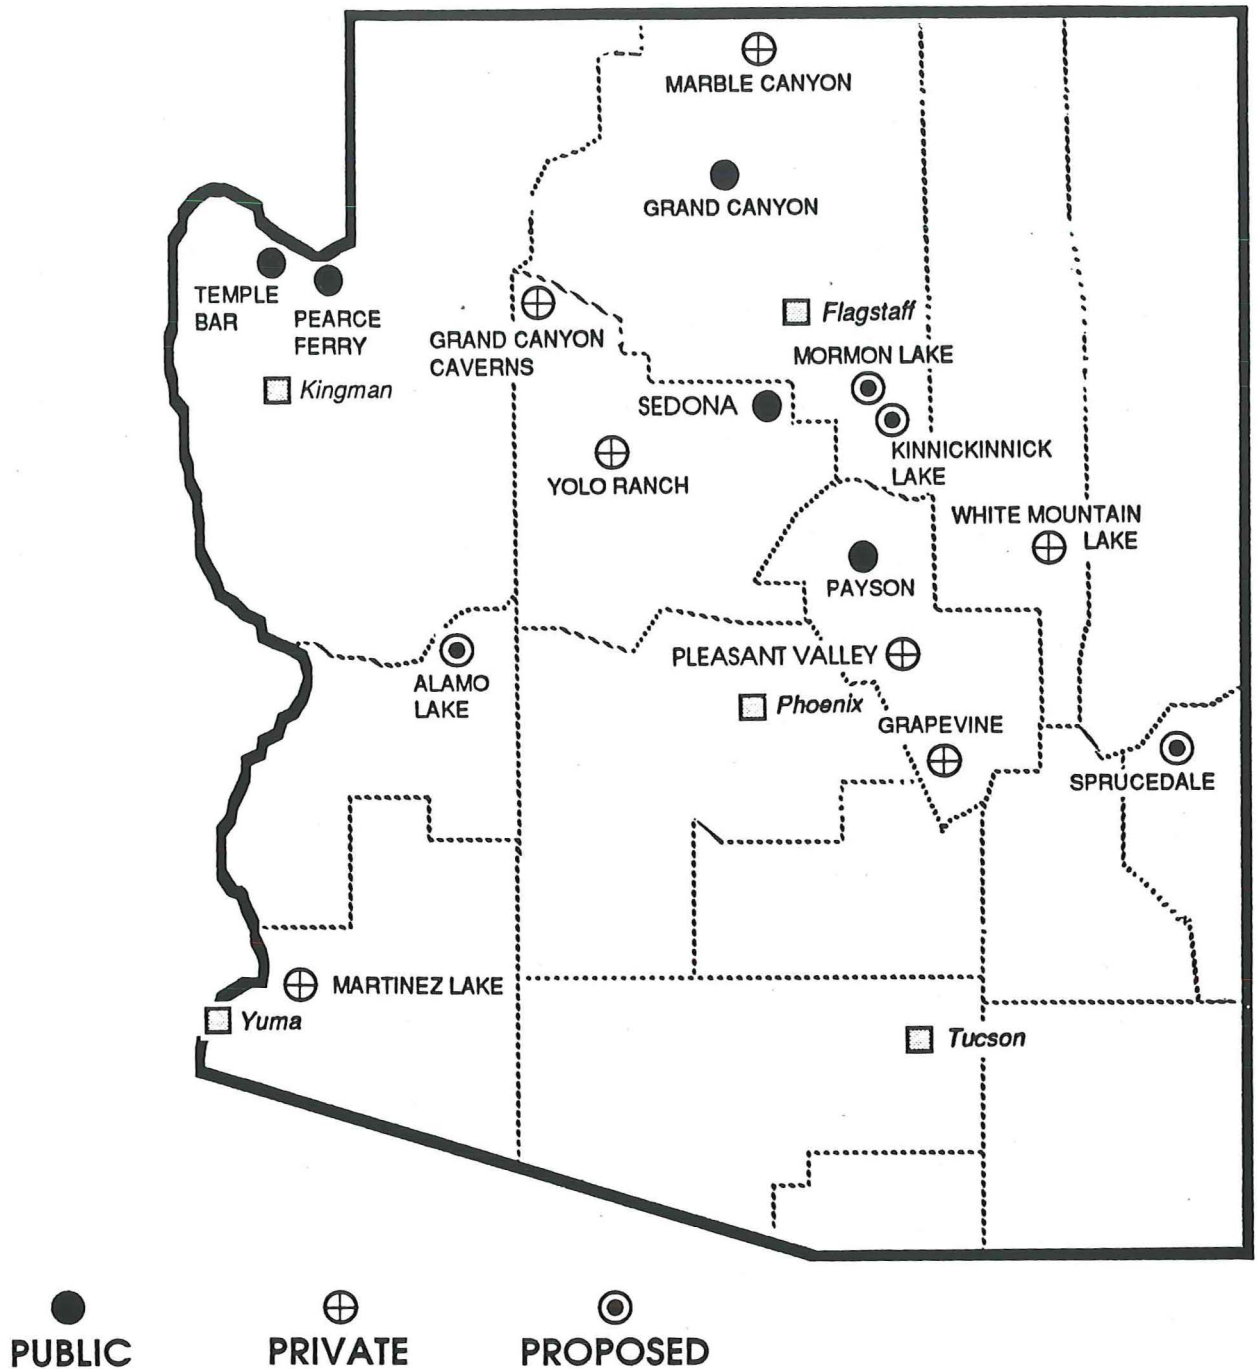 MARBLE CANYON
GRAND CANYON
TEMPLE
BAR
PEARCE
FERRY
GRAND CANYON
CAVERNS
Flagstaff
MORMON LAKE
Kingman
SEDONA
KINNICKINNICK
LAKE
YOLO RANCH
WHITE MOUNTAIN
LAKE
PAYSON
PLEASANT VALLEY
ALAMO
LAKE
Phoenix
GRAPEVINE
SPRUCEDALE
MARTINEZ LAKE
Yuma
Tucson
PUBLIC
PRIVATE
PROPOSED